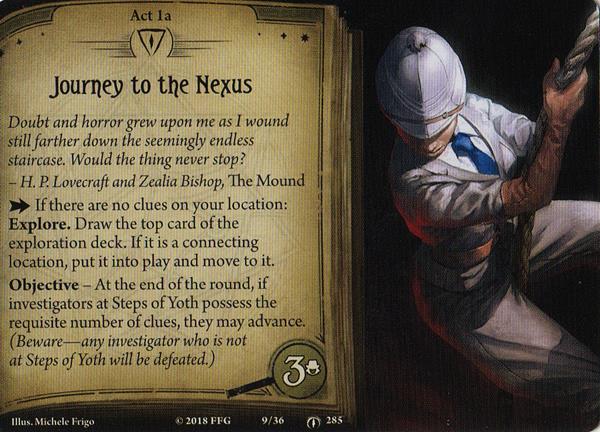 Act 1a
Journey to the Nexus
Doubt and horror grew upon me as I wound
still farther down the seemingly endless
staircase. Would the thing never stop?
– H. P. Lovecraft and Zealia Bishop, The Mound
If there are no clues on your location:
Explore. Draw the top card of the
exploration deck. If it is a connecting
location, put it into play and move to it.
Objective – At the end of the round, if
investigators at Steps of Yoth possess the
requisite number of clues, they may advance.
(Beware—any investigator who is not
at Steps of Yoth will be defeated.)
3
Illus. Michele Frigo
© 2018 FFG
9/36
285